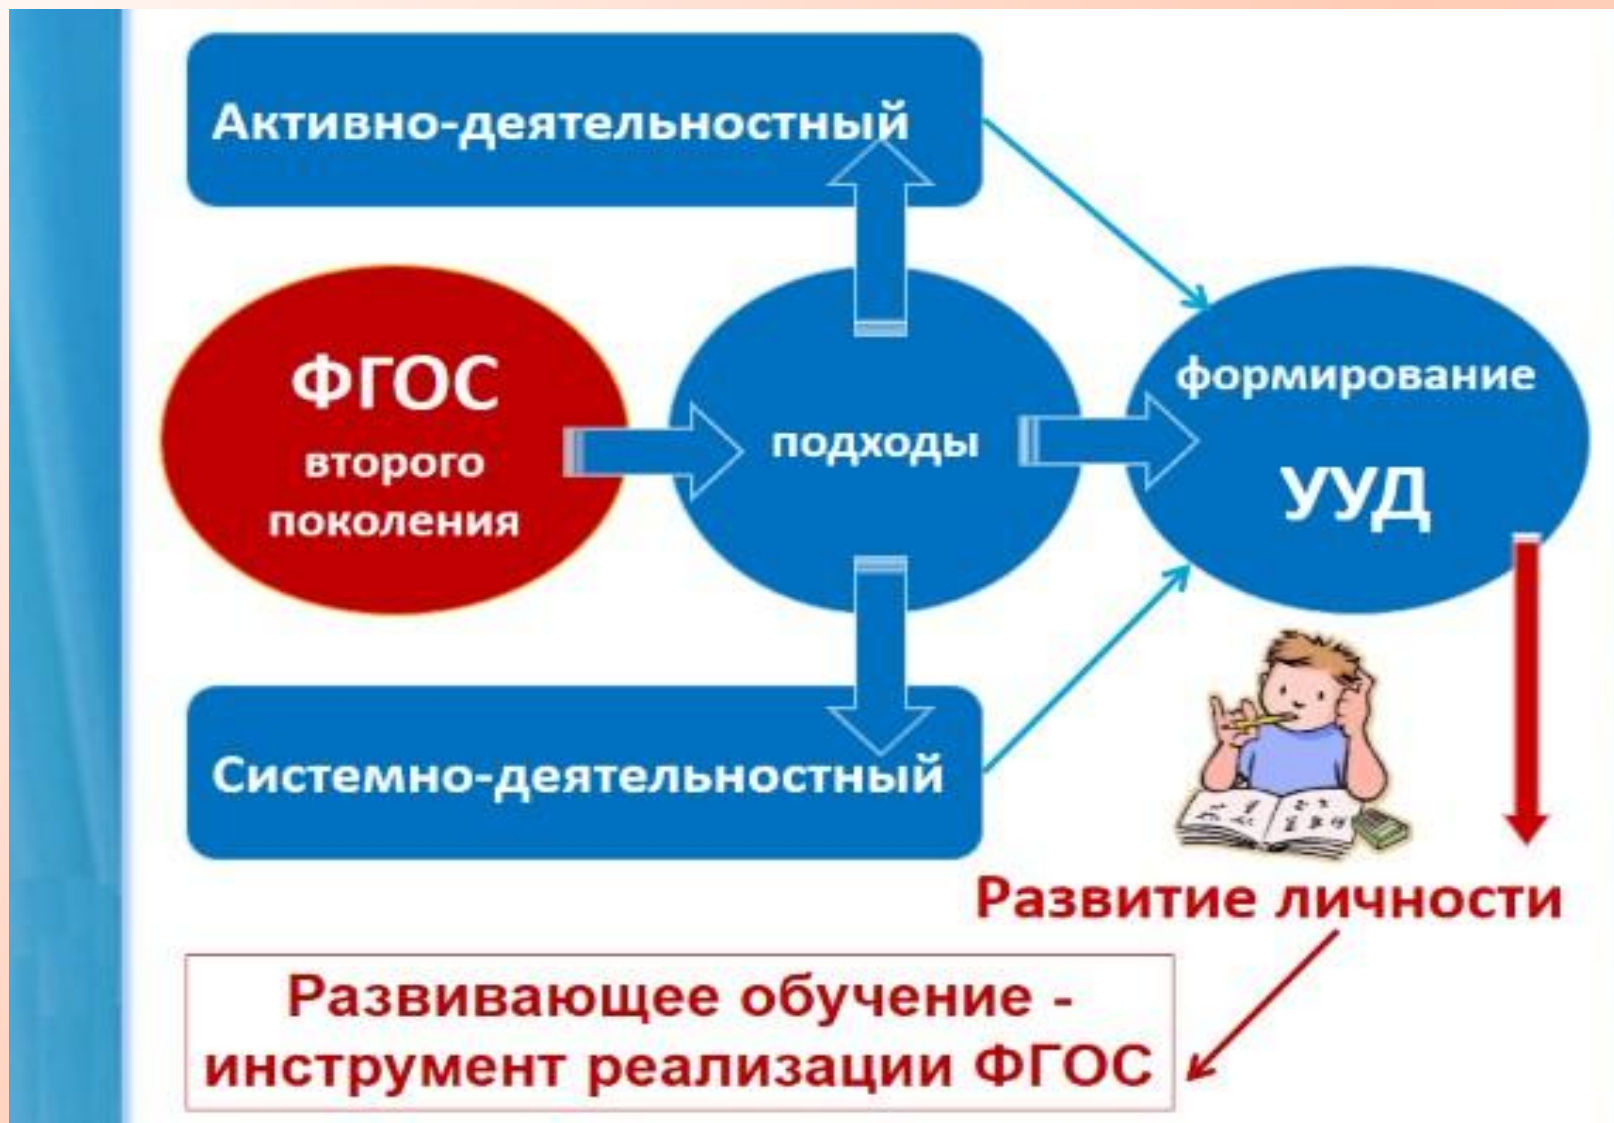 Активно-деятельностный
ФГОС
второго
поколения
подходы
формирование
УУД
Системно-деятельностный
Развитие личности
Развивающее обучение -
инструмент реализации ФГОС